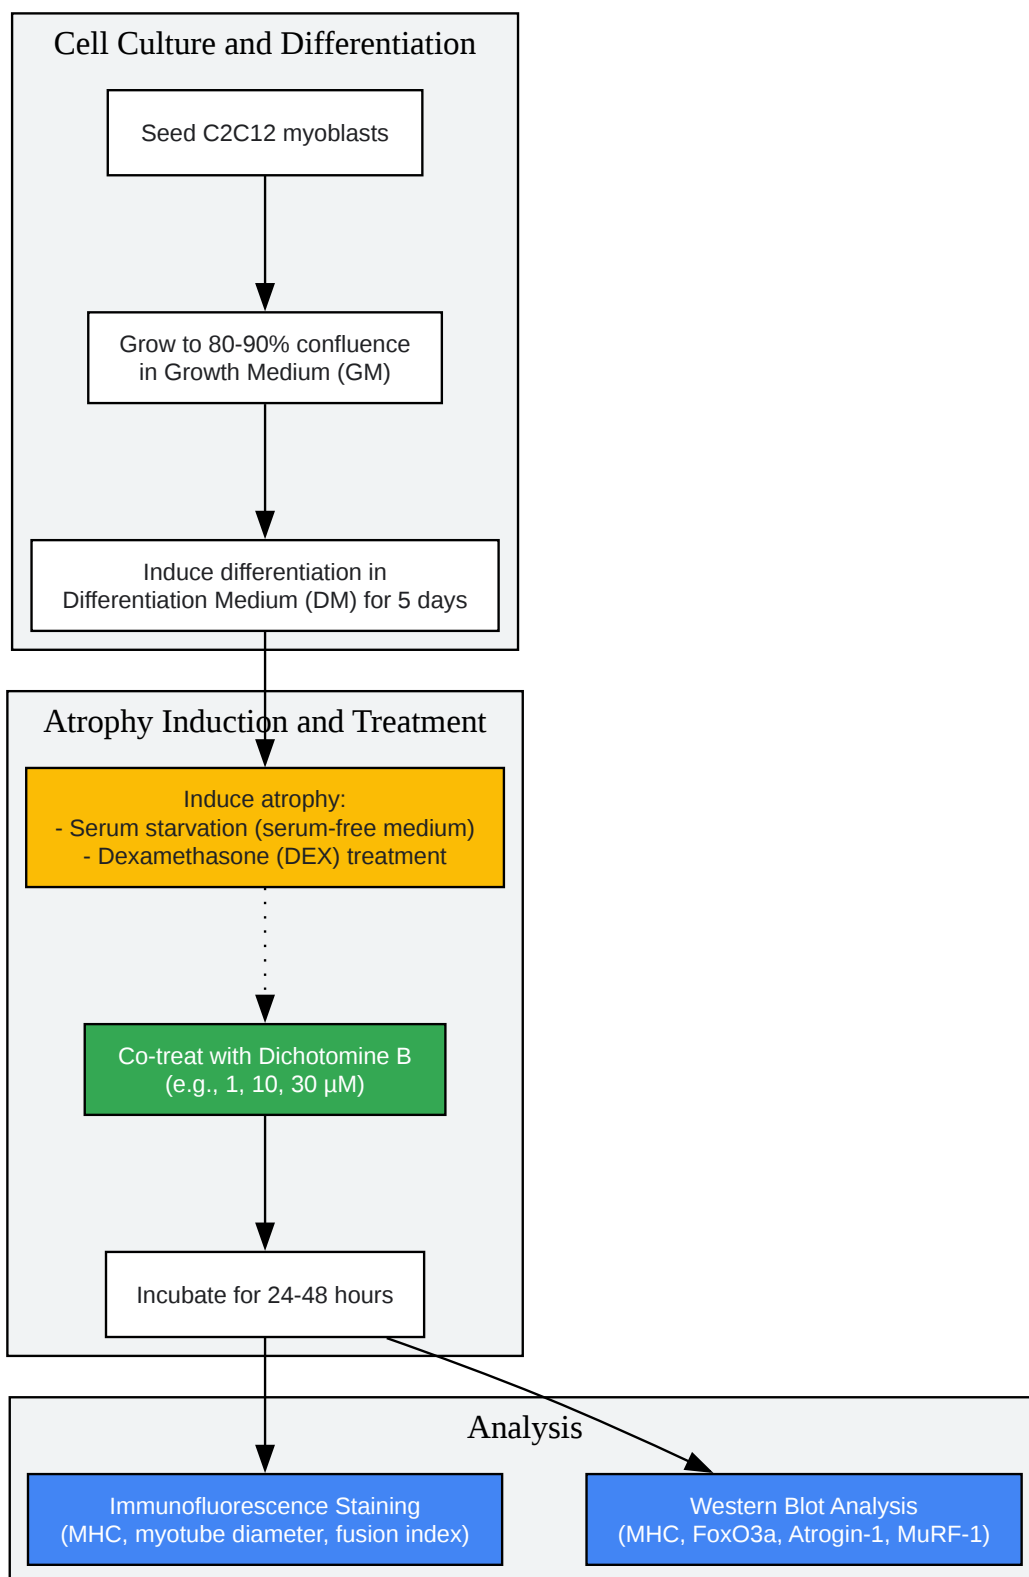 Cell Culture and Differentiation
Seed C2C12 myoblasts
Grow to 80-90% confluence
in Growth Medium (GM)
Induce differentiation in
Differentiation Medium (DM) for 5 days
Atrophy Induction and Treatment
Induce atrophy:
- Serum starvation (serum-free medium)
- Dexamethasone (DEX) treatment
Co-treat with Dichotomine B
(e.g., 1, 10, 30 µM)
Incubate for 24-48 hours
Analysis
Immunofluorescence Staining
(MHC, myotube diameter, fusion index)
Western Blot Analysis
(MHC, FoxO3a, Atrogin-1, MuRF-1)